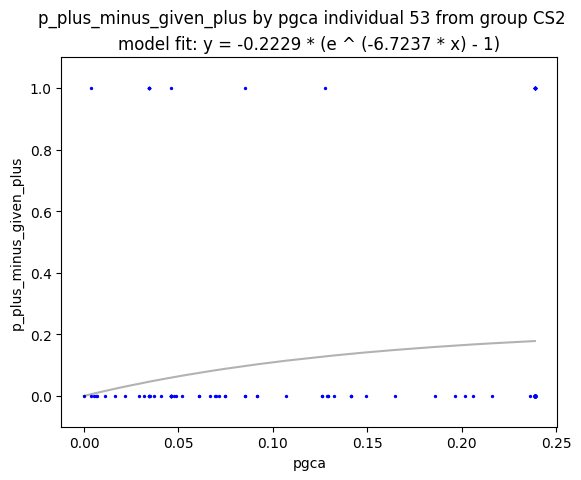 p_plus_minus_given_plus by pgca individual 53 from group CS2
model fit: y = -0.2229 * (e ^ (-6.7237 * x) - 1)
p_plus_minus_given_plus
1.0
0.8
0.6
0.4
0.2
0.0
0.00 0.05 0.10 0.15 0.20 0.25
pgca